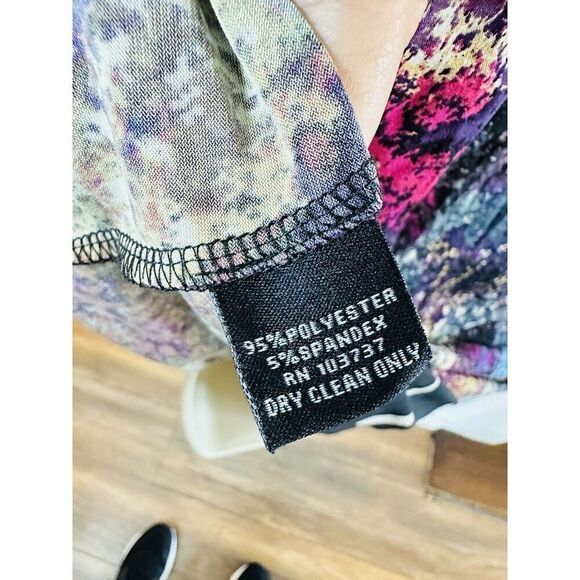 95%POLYESTER
5%SPANDEX
RN 103737
DRY CLEAN ONLY